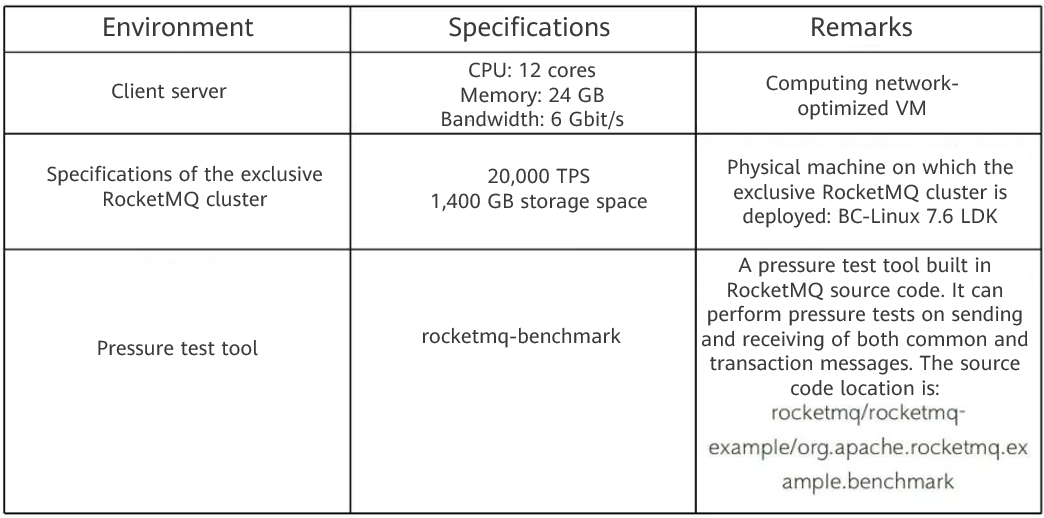 Environment
Specifications
Remarks
Client server
CPU: 12 cores
Memory: 24 GB
Bandwidth: 6 Gbit/s
Computing network-
optimized VM
Specifications of the exclusive
RocketMQ cluster
20,000 TPS
1,400 GB storage space
Physical machine on which the
exclusive RocketMQ cluster is
deployed: BC-Linux 7.6 LDK
Pressure test tool
rocketmq-benchmark
A pressure test tool built in
RocketMQ source code. It can
perform pressure tests on sending
and receiving of both common and
transaction messages. The source
code location is:
rocketmq/rocketmq-
example/org.apache.rocketmq.ex
ample.benchmark